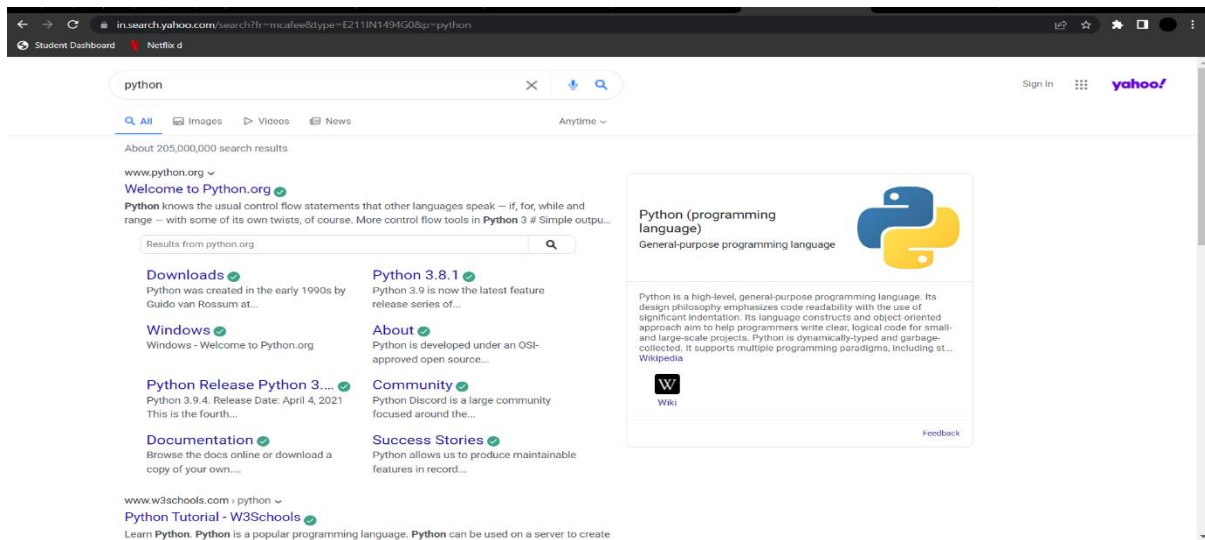 in.search.yahoo.com/search?fr=mcafee&type=E211IN1494G0&p=python
Student Dashboard Netflix d
python
Sign In yahoo!
All Images Videos News Anytime
About 205,000,000 search results
www.python.org
Welcome to Python.org
Python knows the usual control flow statements that other languages speak — if, for, while and
range — with some of its own twists, of course. More control flow tools in Python 3 # Simple outpu...
Results from python.org
Downloads
Python was created in the early 1990s by
Guido van Rossum at...
Python 3.8.1
Python 3.9 is now the latest feature
release series of...
Windows
Windows - Welcome to Python.org
About
Python is developed under an OSI-
approved open source...
Python Release Python 3....
Python 3.9.4. Release Date: April 4, 2021
This is the fourth...
Community
Python Discord is a large community
focused around the...
Documentation
Browse the docs online or download a
copy of your own....
Success Stories
Python allows us to produce maintainable
features in record...
www.w3schools.com › python
Python Tutorial - W3Schools
Learn Python. Python is a popular programming language. Python can be used on a server to create
Python (programming
language)
General-purpose programming language
Python is a high-level, general-purpose programming language. Its
design philosophy emphasizes code readability with the use of
significant indentation. Its language constructs and object-oriented
approach aim to help programmers write clear, logical code for small-
and large-scale projects. Python is dynamically-typed and garbage-
collected. It supports multiple programming paradigms, including st...
Wikipedia
W
Wiki
Feedback